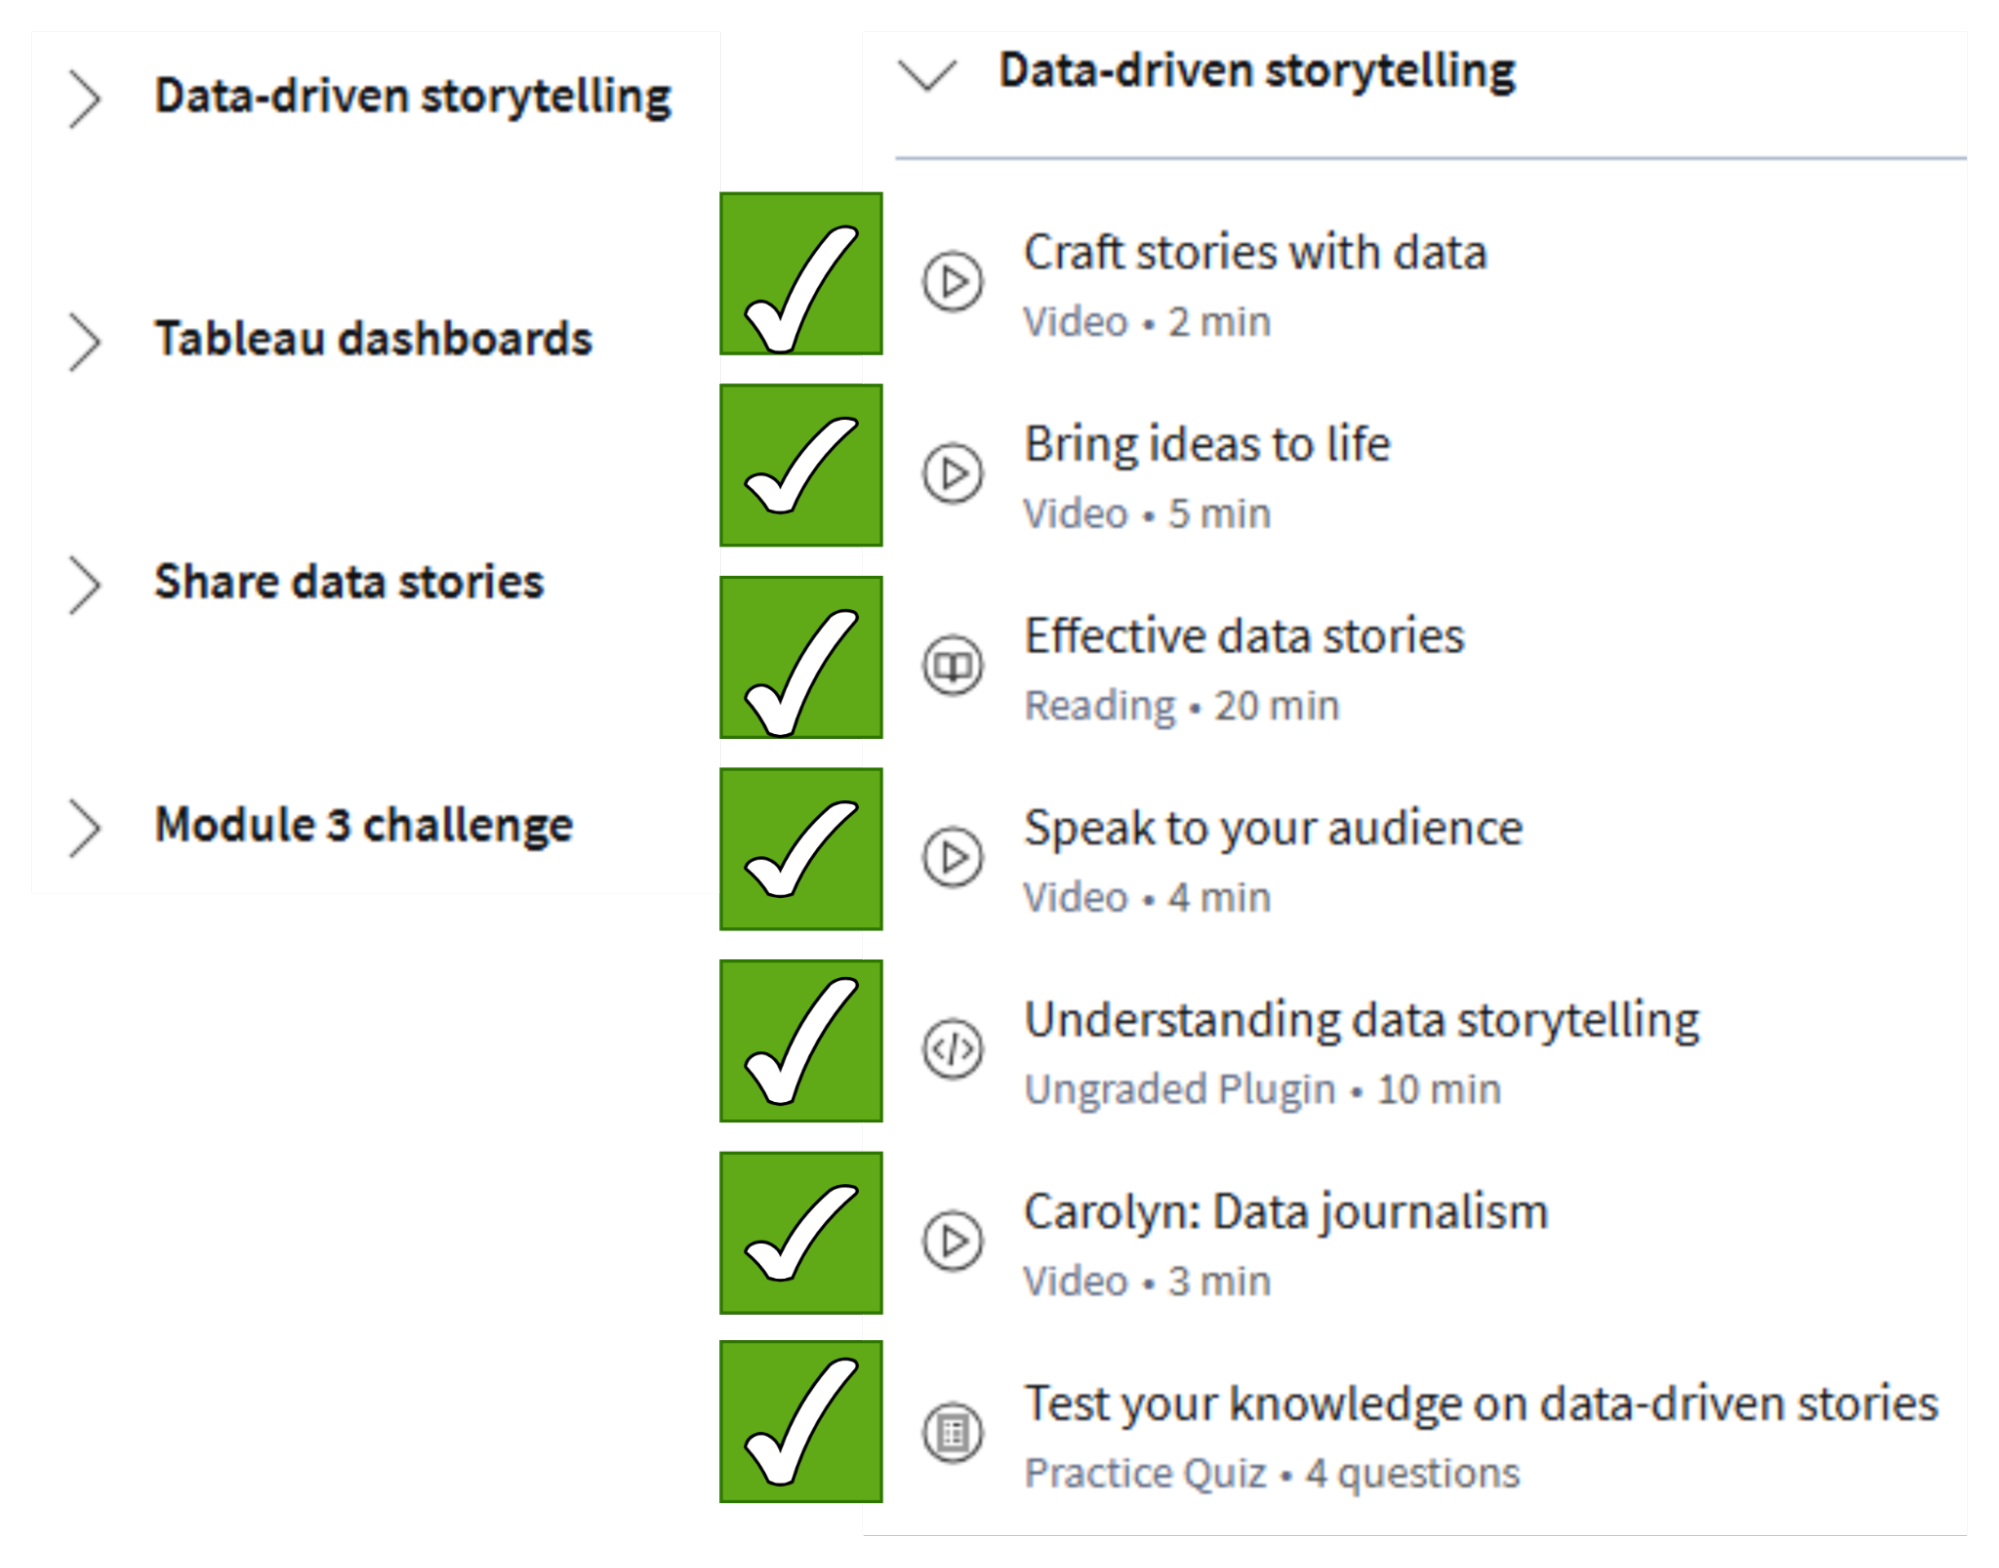 Data-driven storytelling
Tableau dashboards
Share data stories
Module 3 challenge
Data-driven storytelling
Craft stories with data
Video • 2 min
Bring ideas to life
Video • 5 min
Effective data stories
Reading • 20 min
Speak to your audience
Video • 4 min
Understanding data storytelling
Ungraded Plugin • 10 min
Carolyn: Data journalism
Video • 3 min
Test your knowledge on data-driven stories
Practice Quiz • 4 questions